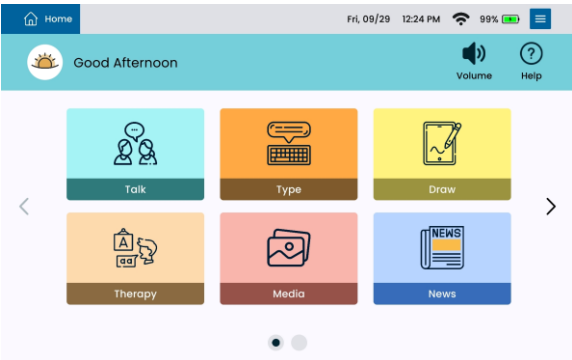 Home
Fri, 09/29 12:24 PM 99%
Good Afternoon
Volume Help
Talk Type Draw
A
NEWS
Therapy Media News